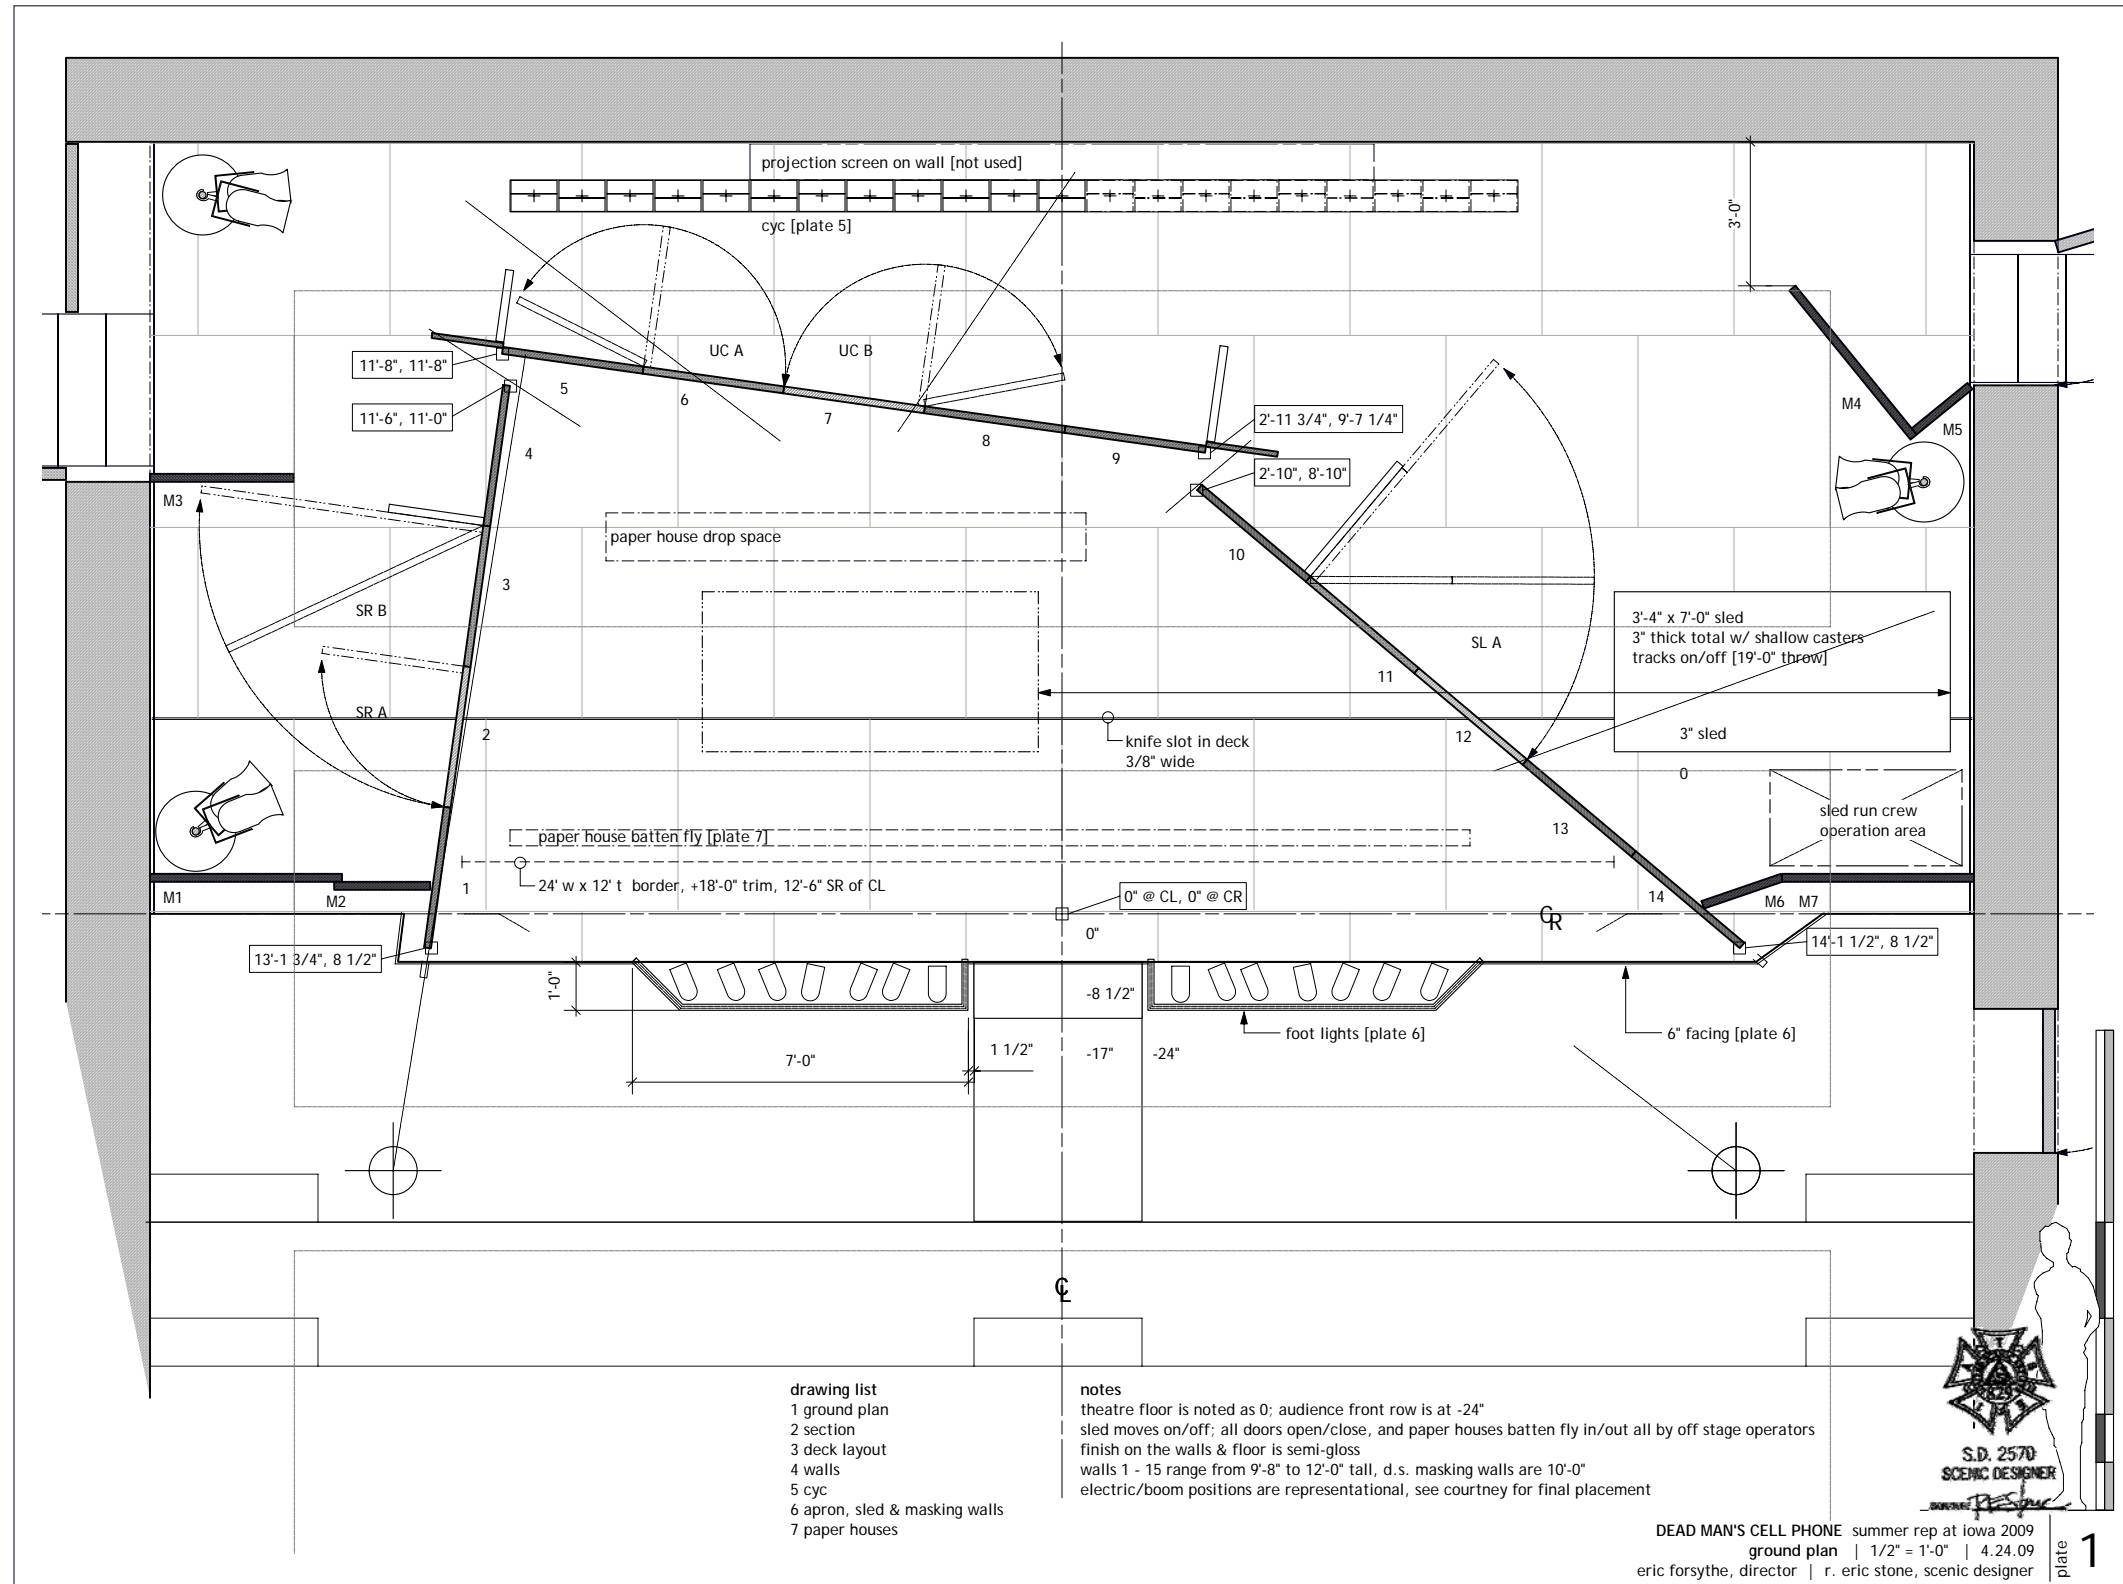 projection screen on wall [not used]
cyc [plate 5]
3'-0"
UC A
UC B
11'-8", 11'-8"
11'-6", 11'-0"
5
6
7
8
9
4
2'-11 3/4", 9'-7 1/4"
2'-10", 8'-10"
M4
M5
M3
paper house drop space
10
3
SR B
SL A
3'-4" x 7'-0" sled
3" thick total w/ shallow casters
tracks on/off [19'-0" throw]
11
SR A
2
knife slot in deck
3/8" wide
12
3" sled
0
sled run crew
operation area
13
paper house batten fly [plate 7]
24' w x 12' t border, +18'-0" trim, 12'-6" SR of CL
1
M1
M2
0" @ CL, 0" @ CR
14
M6
M7
CR
0"
13'-1 3/4", 8 1/2"
14'-1 1/2", 8 1/2"
1'-0"
-8 1/2"
foot lights [plate 6]
6" facing [plate 6]
7'-0"
1 1/2"
-17"
-24"
CL
drawing list
1 ground plan
2 section
3 deck layout
4 walls
5 cyc
6 apron, sled & masking walls
7 paper houses
notes
theatre floor is noted as 0; audience front row is at -24"
sled moves on/off; all doors open/close, and paper houses batten fly in/out all by off stage operators
finish on the walls & floor is semi-gloss
walls 1 - 15 range from 9'-8" to 12'-0" tall, d.s. masking walls are 10'-0"
electric/boom positions are representational, see courtney for final placement
829
S.D. 2570
SCENIC DESIGNER
DEAD MAN'S CELL PHONE summer rep at iowa 2009
ground plan | 1/2" = 1'-0" | 4.24.09
eric forsythe, director | r. eric stone, scenic designer
plate 1